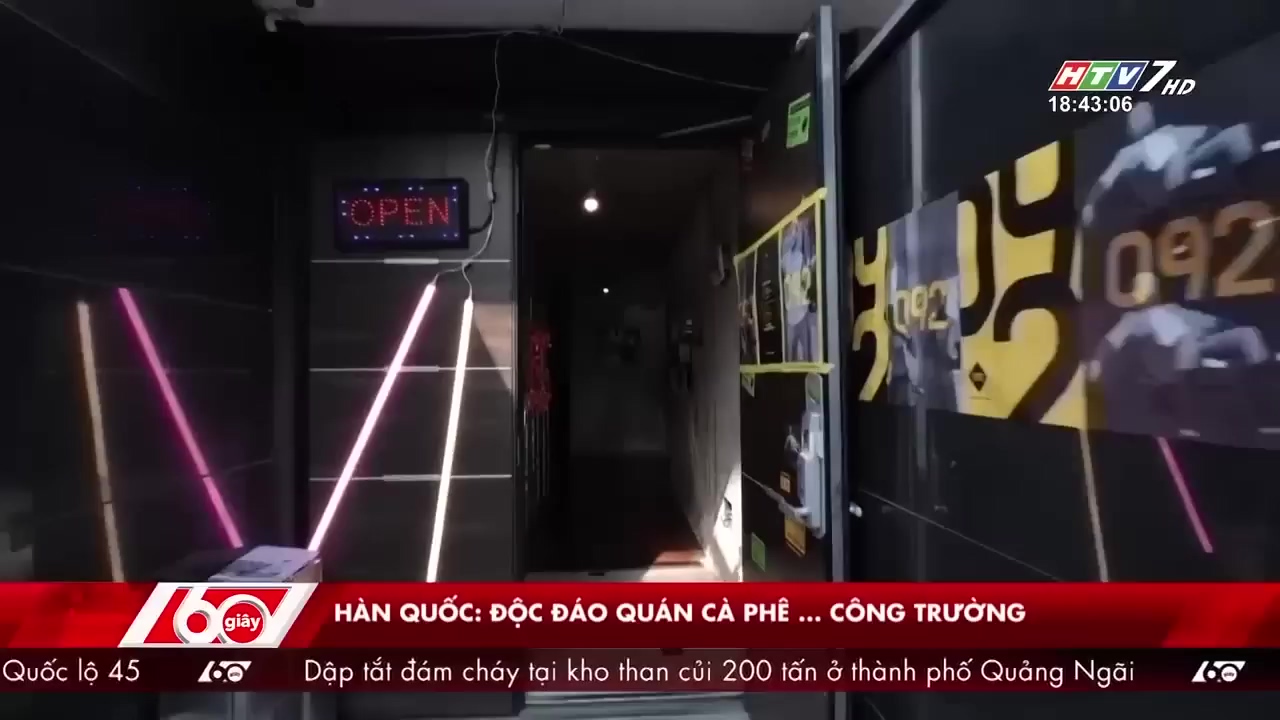 HTV7 HD
18:43:06
OPEN
092
092
60 giây
HÀN QUỐC: ĐỘC ĐÁO QUÁN CÀ PHÊ ... CÔNG TRƯỜNG
Quốc lộ 45
Dập tắt đám cháy tại kho than củi 200 tấn ở thành phố Quảng Ngãi